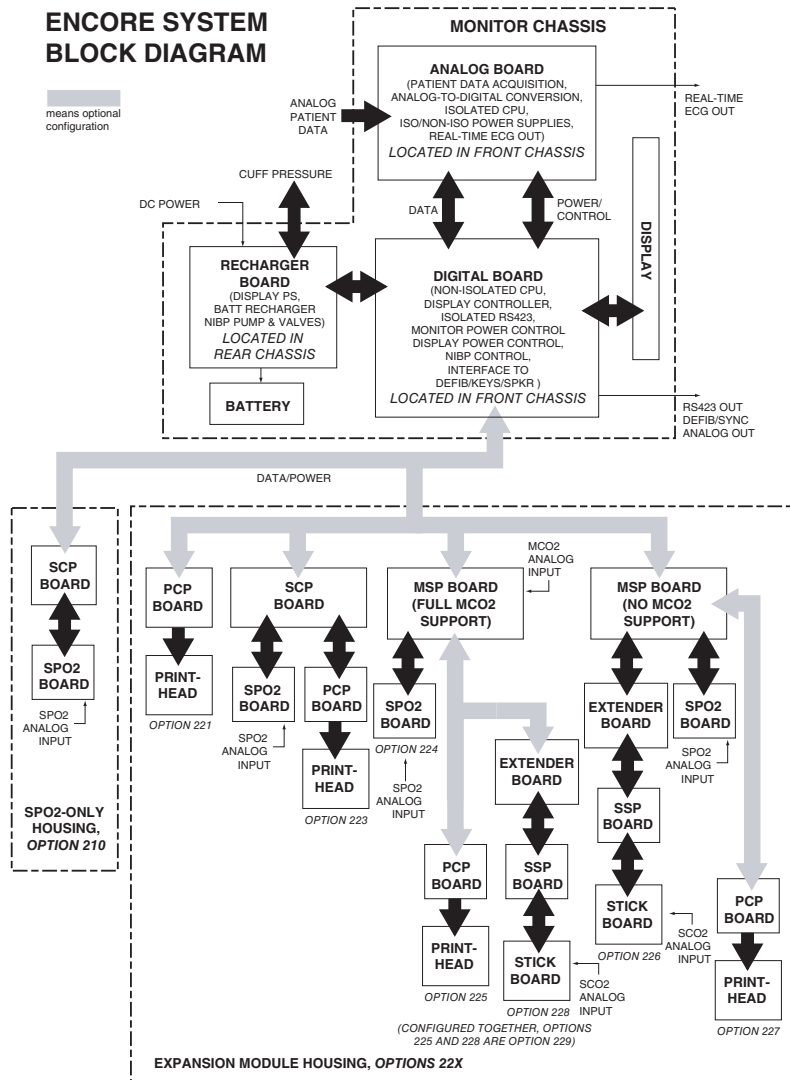 ENCORE SYSTEM
BLOCK DIAGRAM
means optional
configuration
MONITOR CHASSIS
ANALOG BOARD
(PATIENT DATA ACQUISITION,
ANALOG-TO-DIGITAL CONVERSION,
ISOLATED CPU,
ISO/NON-ISO POWER SUPPLIES,
REAL-TIME ECG OUT)
LOCATED IN FRONT CHASSIS
ANALOG
PATIENT
DATA
REAL-TIME
ECG OUT
CUFF PRESSURE
DC POWER
DATA
POWER/
CONTROL
DISPLAY
RECHARGER
BOARD
(DISPLAY PS,
BATT RECHARGER
NIBP PUMP & VALVES)
LOCATED IN
REAR CHASSIS
BATTERY
DIGITAL BOARD
(NON-ISOLATED CPU,
DISPLAY CONTROLLER,
ISOLATED RS423,
MONITOR POWER CONTROL
DISPLAY POWER CONTROL,
NIBP CONTROL,
INTERFACE TO
DEFIB/KEYS/SPKR )
LOCATED IN FRONT CHASSIS
RS423 OUT
DEFIB/SYNC
ANALOG OUT
DATA/POWER
SCP
BOARD
SPO2
BOARD
SPO2
ANALOG
INPUT
SPO2-ONLY
HOUSING,
OPTION 210
PCP
BOARD
PRINT-
HEAD
OPTION 221
SCP
BOARD
SPO2
BOARD
SPO2
ANALOG
INPUT
PCP
BOARD
PRINT-
HEAD
OPTION 223
MSP BOARD
(FULL MCO2
SUPPORT)
MCO2
ANALOG
INPUT
SPO2
BOARD
OPTION 224
SPO2
ANALOG
INPUT
PCP
BOARD
PRINT-
HEAD
OPTION 225
EXTENDER
BOARD
SSP
BOARD
STICK
BOARD
OPTION 228
SCO2
ANALOG
INPUT
(CONFIGURED TOGETHER, OPTIONS
225 AND 228 ARE OPTION 229)
MSP BOARD
(NO MCO2
SUPPORT)
EXTENDER
BOARD
SPO2
BOARD
SPO2
ANALOG
INPUT
SSP
BOARD
STICK
BOARD
OPTION 226
SCO2
ANALOG
INPUT
PCP
BOARD
PRINT-
HEAD
OPTION 227
EXPANSION MODULE HOUSING, OPTIONS 22X